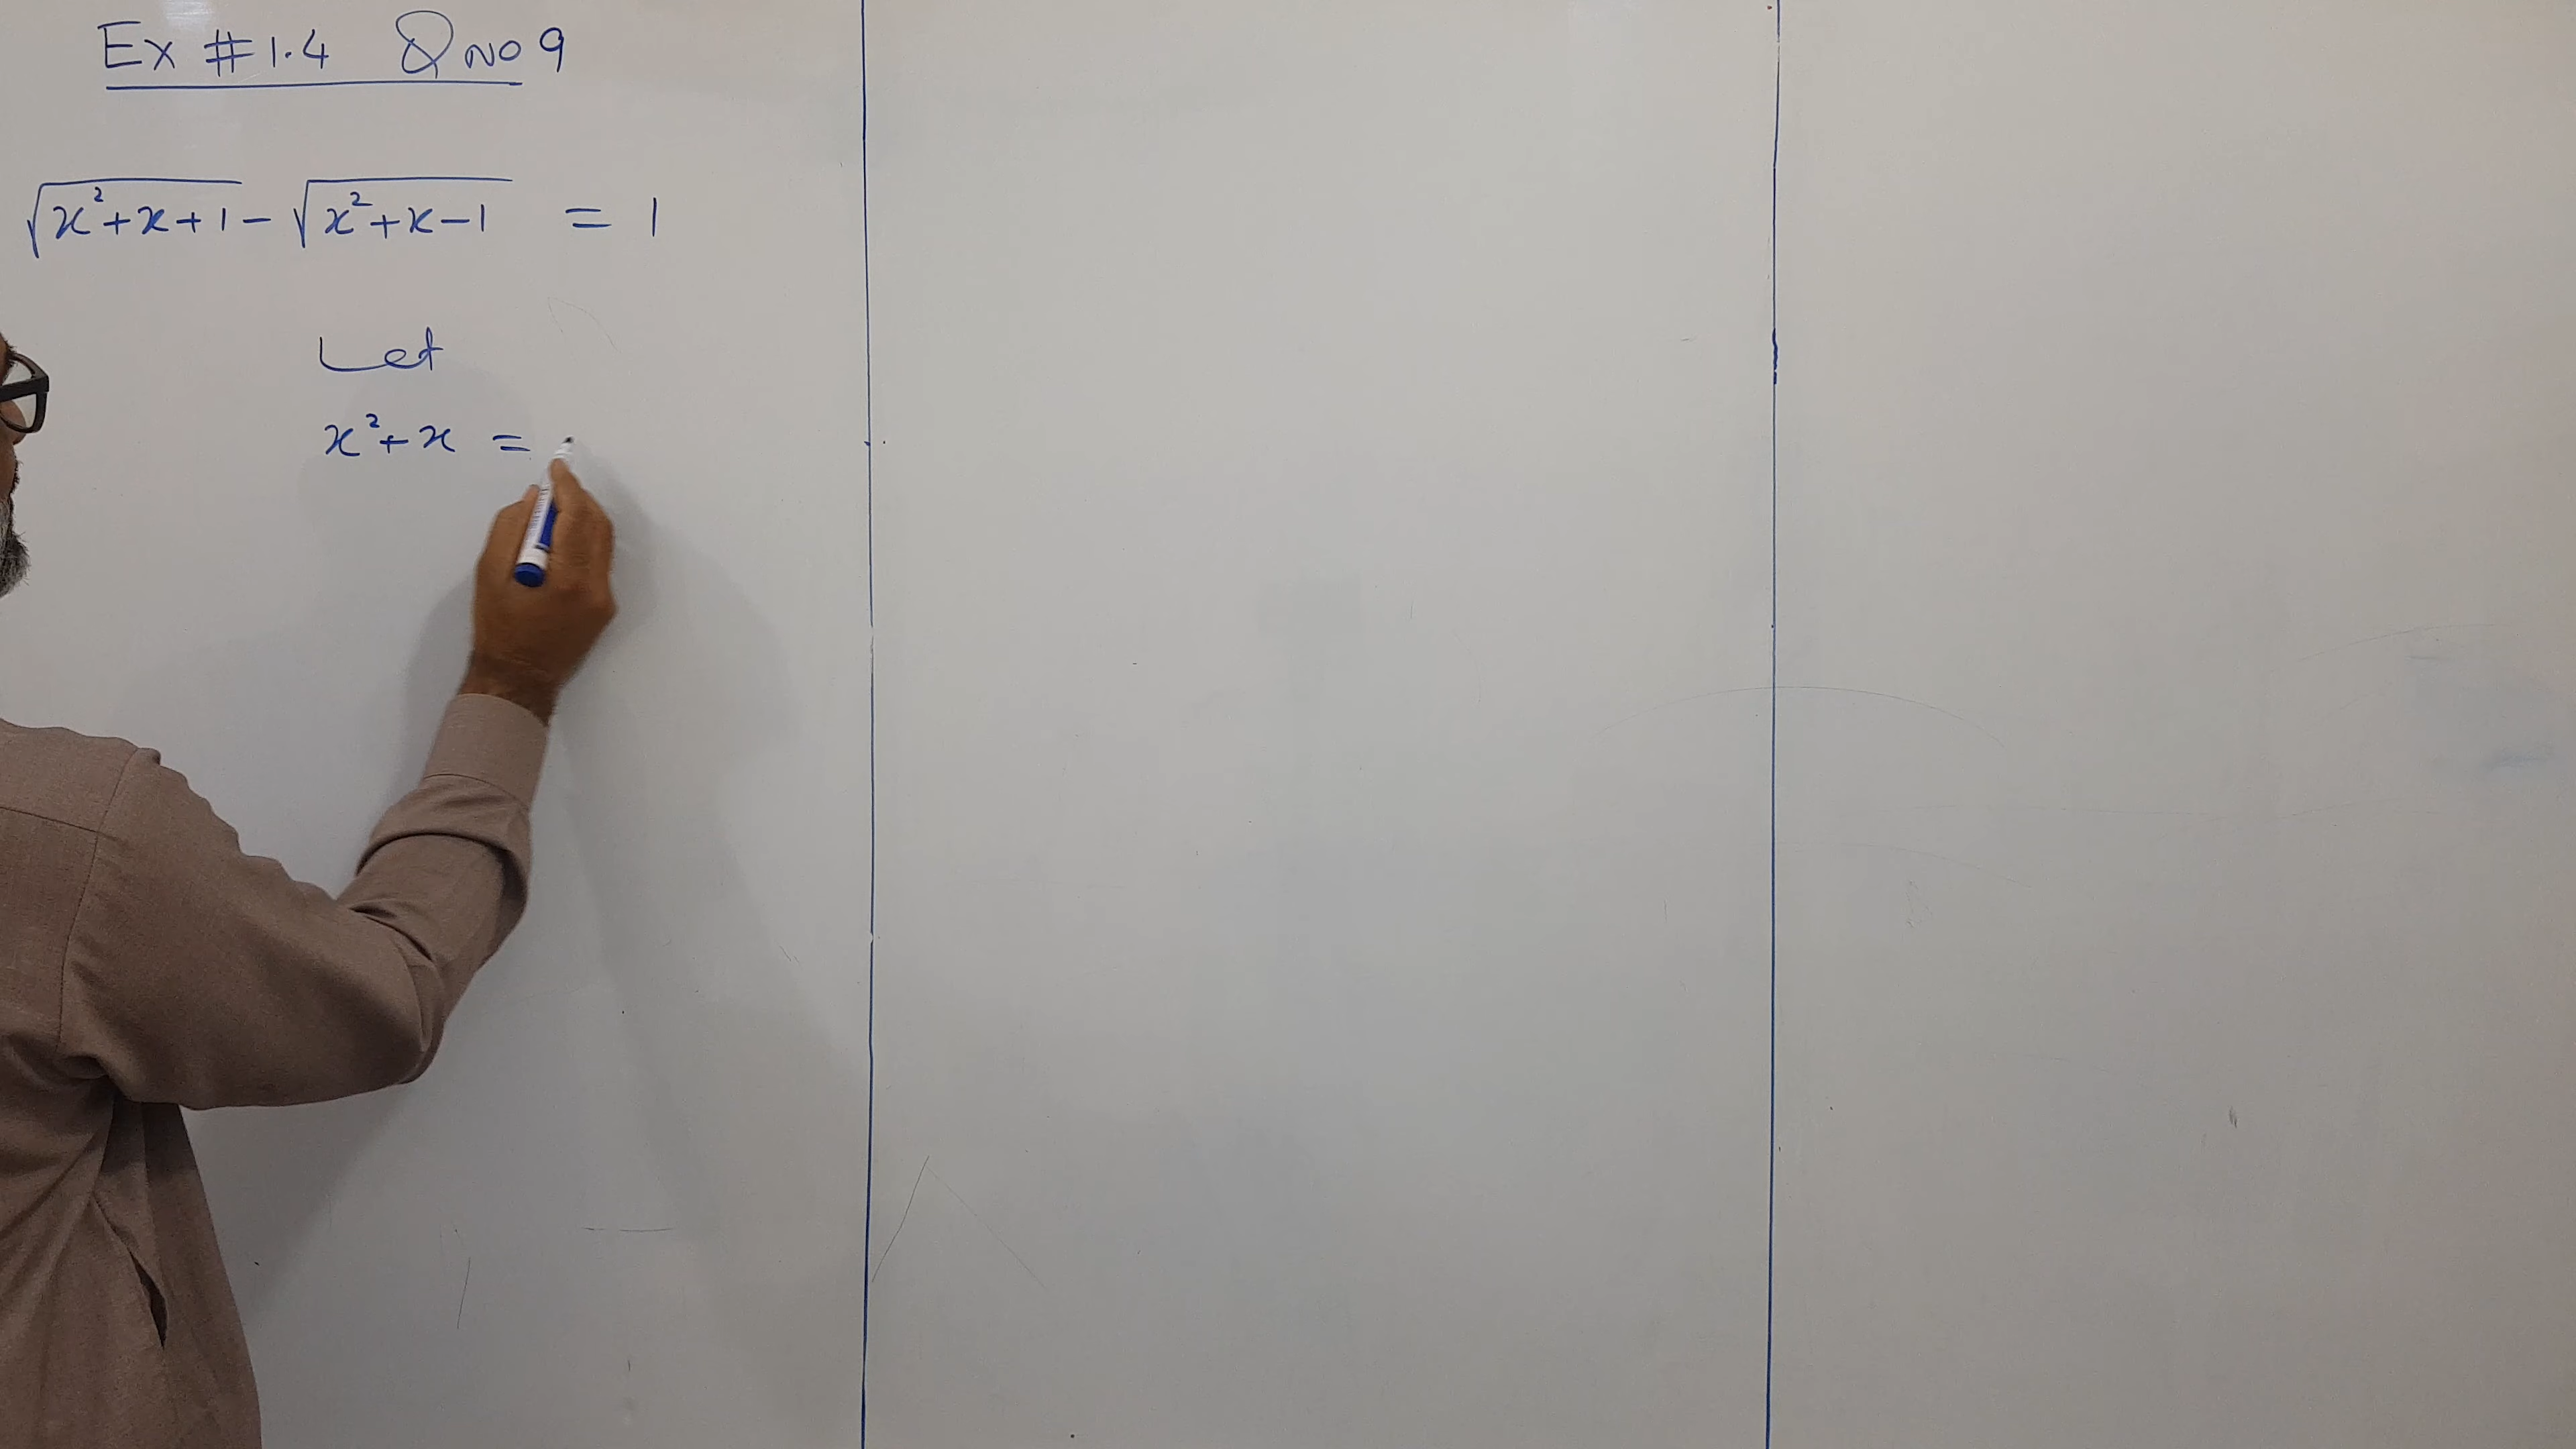 Ex #1.4 Q no 9
√(x²+x+1) - √(x²+x-1) = 1
Let
x²+x =